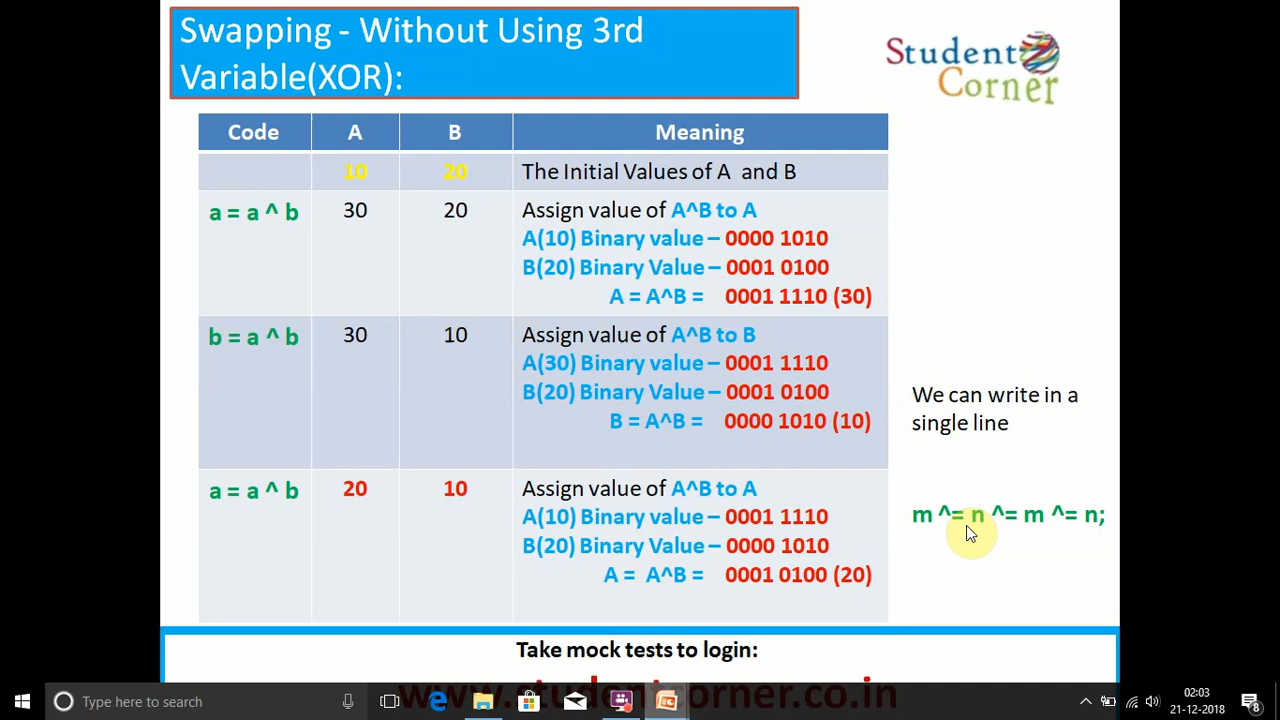 Swapping - Without Using 3rd
Variable(XOR):
Student
Corner
Code A B Meaning
10 20 The Initial Values of A and B
a = a ^ b 30 20 Assign value of A^B to A
A(10) Binary value – 0000 1010
B(20) Binary Value – 0001 0100
A = A^B = 0001 1110 (30)
b = a ^ b 30 10 Assign value of A^B to B
A(30) Binary value – 0001 1110
B(20) Binary Value – 0001 0100
B = A^B = 0000 1010 (10)
We can write in a
single line
a = a ^ b 20 10 Assign value of A^B to A
A(10) Binary value – 0001 1110
B(20) Binary Value – 0000 1010
A = A^B = 0001 0100 (20)
m ^= n ^= m ^= n;
Take mock tests to login:
www.studentcorner.co.in
Type here to search
02:03
21-12-2018
8